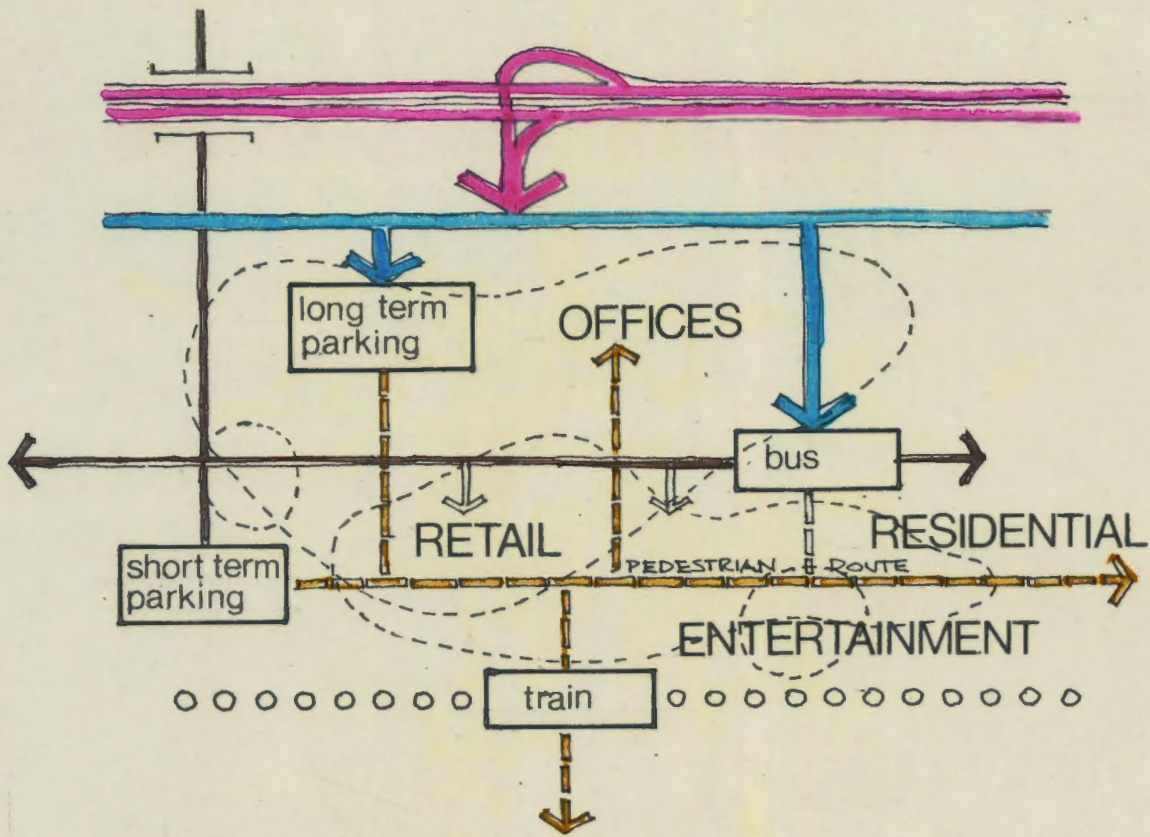 long term
parking
OFFICES
bus
RETAIL
RESIDENTIAL
short term
parking
PEDESTRIAN ROUTE
ENTERTAINMENT
train